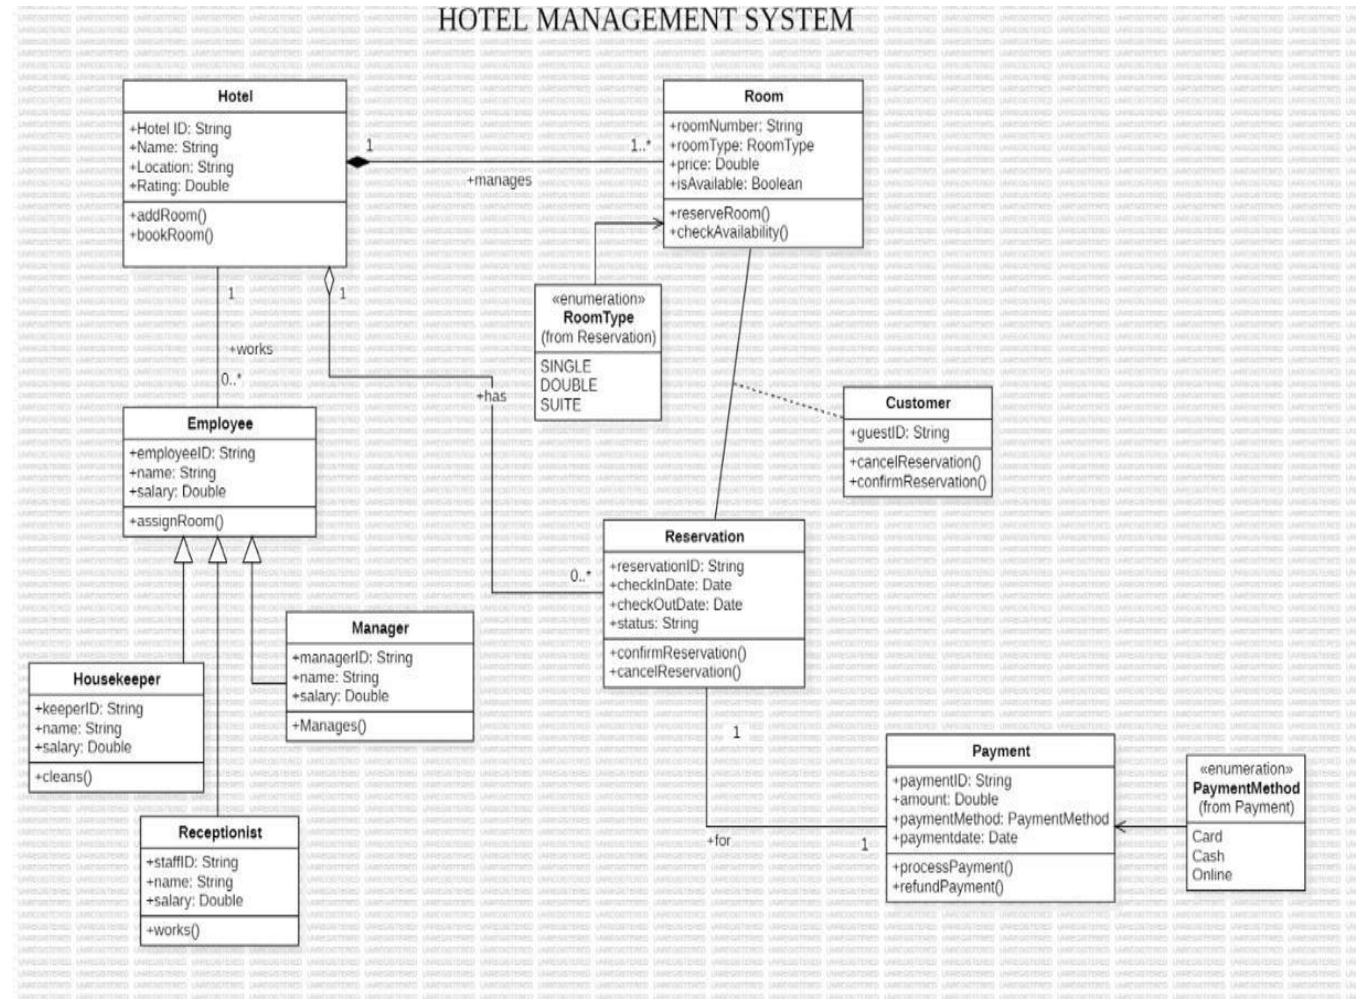 HOTEL MANAGEMENT SYSTEM
Hotel
+Hotel ID: String
+Name: String
+Location: String
+Rating: Double
+addRoom()
+bookRoom()
1
1..*
+manages
Room
+roomNumber: String
+roomType: RoomType
+price: Double
+isAvailable: Boolean
+reserveRoom()
+checkAvailability()
1
+works
0..*
1
+has
0..*
«enumeration»
RoomType
(from Reservation)
SINGLE
DOUBLE
SUITE
Customer
+guestID: String
+cancelReservation()
+confirmReservation()
Employee
+employeeID: String
+name: String
+salary: Double
+assignRoom()
Reservation
+reservationID: String
+checkInDate: Date
+checkOutDate: Date
+status: String
+confirmReservation()
+cancelReservation()
Manager
+managerID: String
+name: String
+salary: Double
+Manages()
Housekeeper
+keeperID: String
+name: String
+salary: Double
+cleans()
Receptionist
+staffID: String
+name: String
+salary: Double
+works()
1
+for
1
Payment
+paymentID: String
+amount: Double
+paymentMethod: PaymentMethod
+paymentdate: Date
+processPayment()
+refundPayment()
«enumeration»
PaymentMethod
(from Payment)
Card
Cash
Online
UNREGISTERED